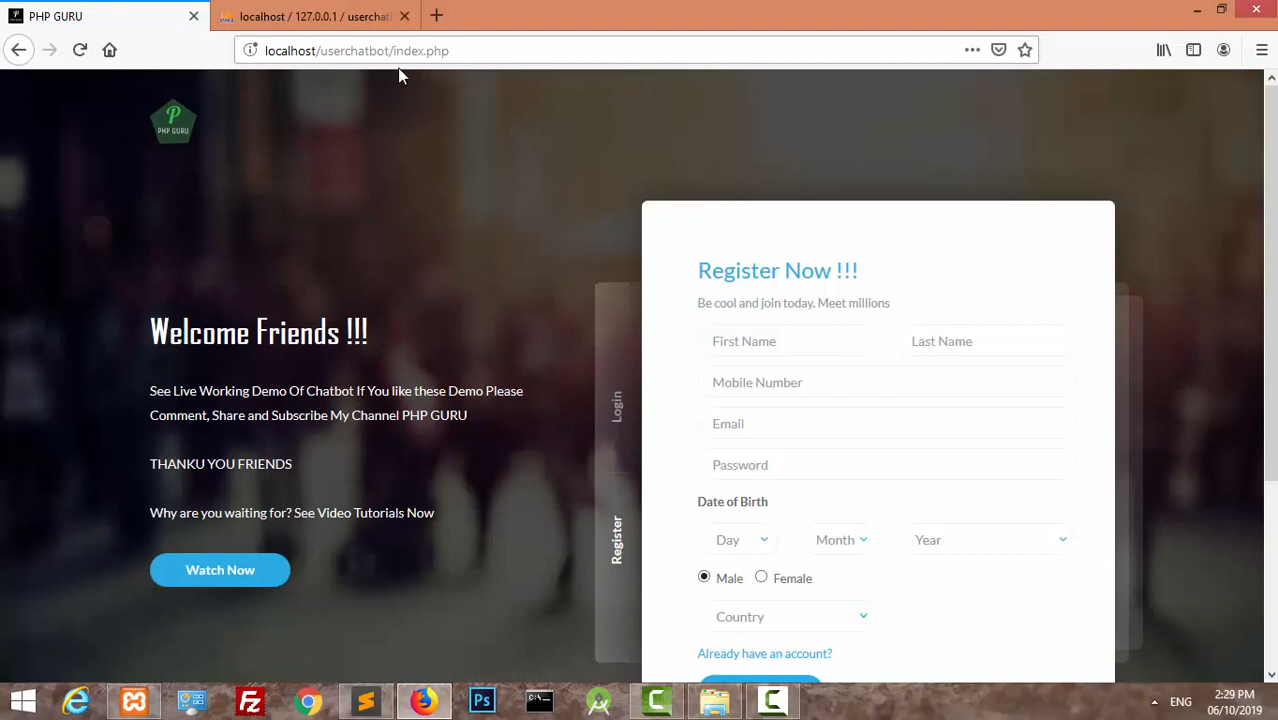 PHP GURU
localhost / 127.0.0.1 / userchatb
localhost/userchatbot/index.php
PHP GURU
Register Now !!!
Be cool and join today. Meet millions
First Name
Last Name
Mobile Number
Email
Password
Date of Birth
Day
Month
Year
Male
Female
Country
Already have an account?
Login
Register
Welcome Friends !!!
See Live Working Demo Of Chatbot If You like these Demo Please
Comment, Share and Subscribe My Channel PHP GURU
THANKU YOU FRIENDS
Why are you waiting for? See Video Tutorials Now
Watch Now
Ps
ENG
2:29 PM
06/10/2019